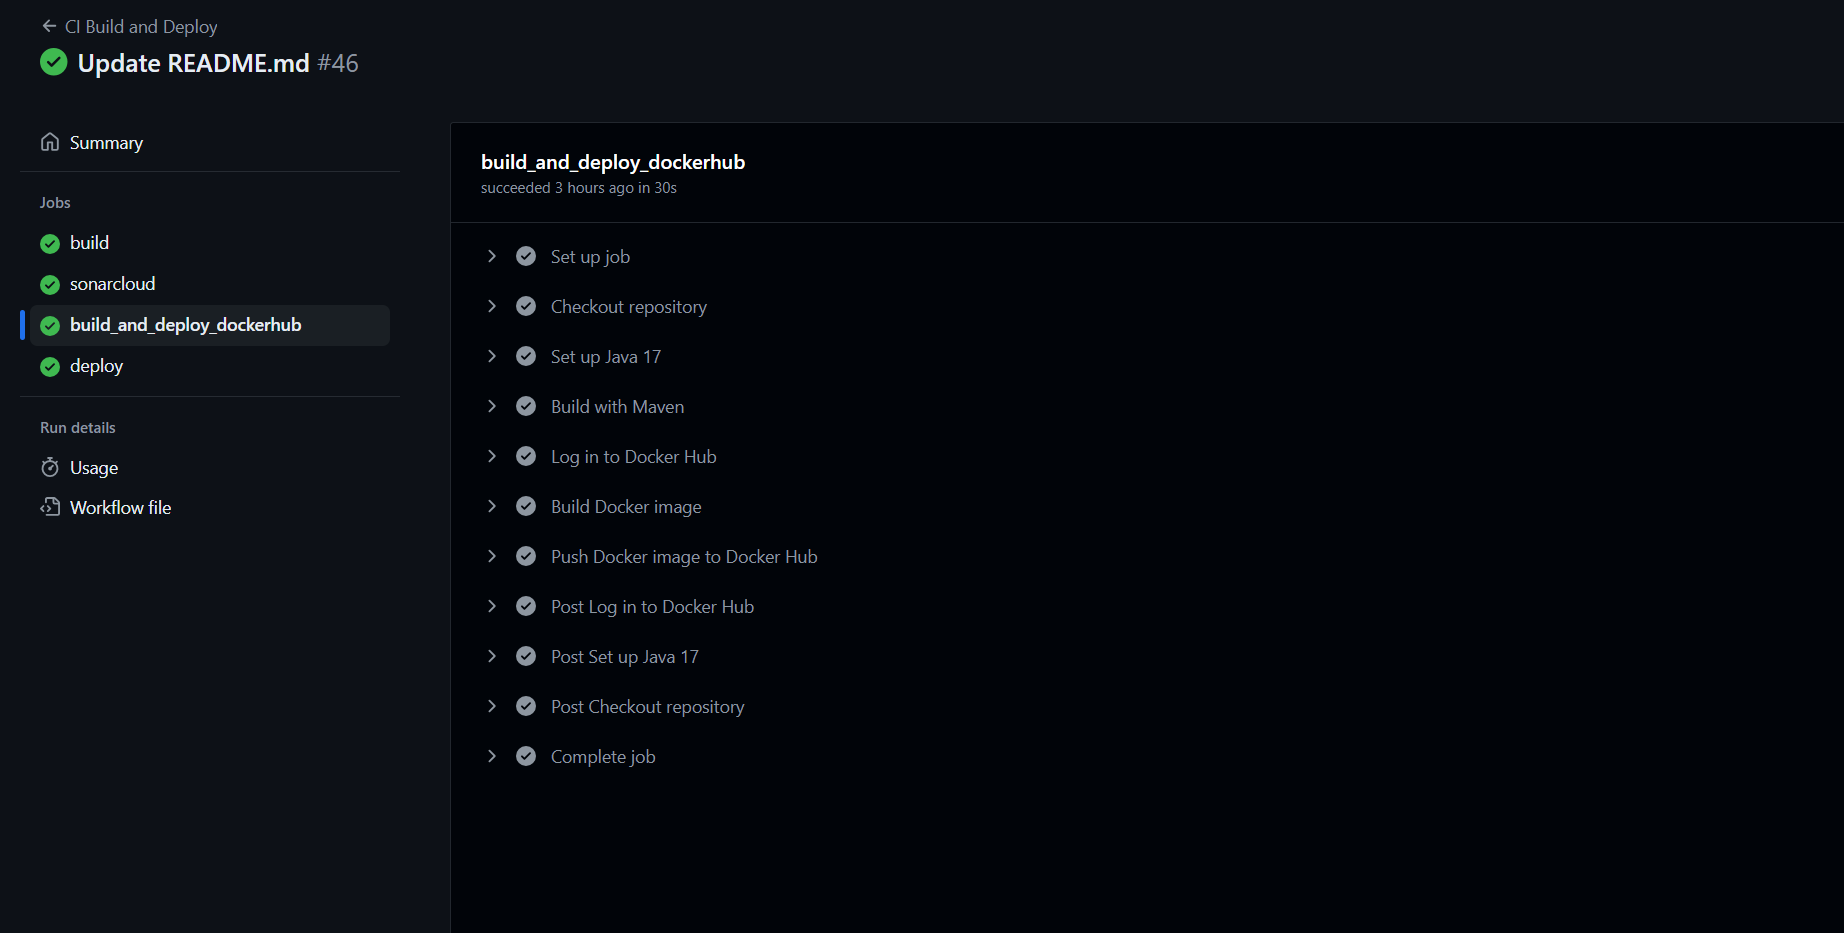 CI Build and Deploy
Update README.md #46
Summary
Jobs
build
sonarcloud
build_and_deploy_dockerhub
deploy
Run details
Usage
Workflow file
build_and_deploy_dockerhub
succeeded 3 hours ago in 30s
Set up job
Checkout repository
Set up Java 17
Build with Maven
Log in to Docker Hub
Build Docker image
Push Docker image to Docker Hub
Post Log in to Docker Hub
Post Set up Java 17
Post Checkout repository
Complete job